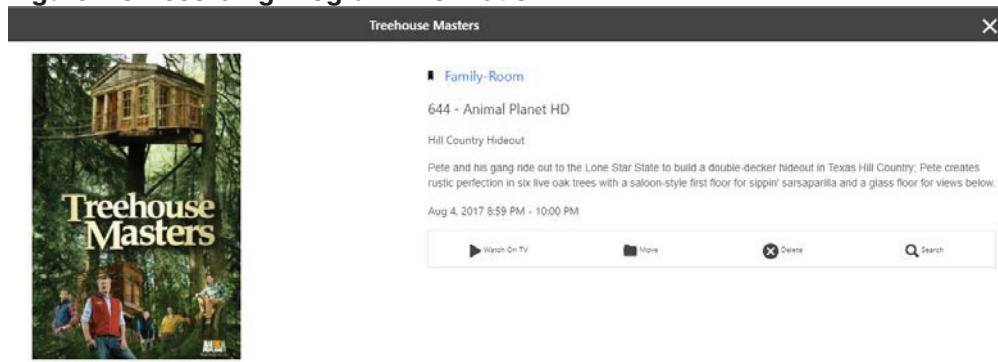 Treehouse Masters
Family-Room
644 - Animal Planet HD
Hill Country Hideout
Pete and his gang ride out to the Lone Star State to build a double-decker hideout in Texas Hill Country; Pete creates
rustic perfection in six live oak trees with a saloon-style first floor for sippin' sarsaparilla and a glass floor for views below.
Aug 4, 2017 8:59 PM - 10:00 PM
Watch On TV Move Delete Search
Treehouse
Masters